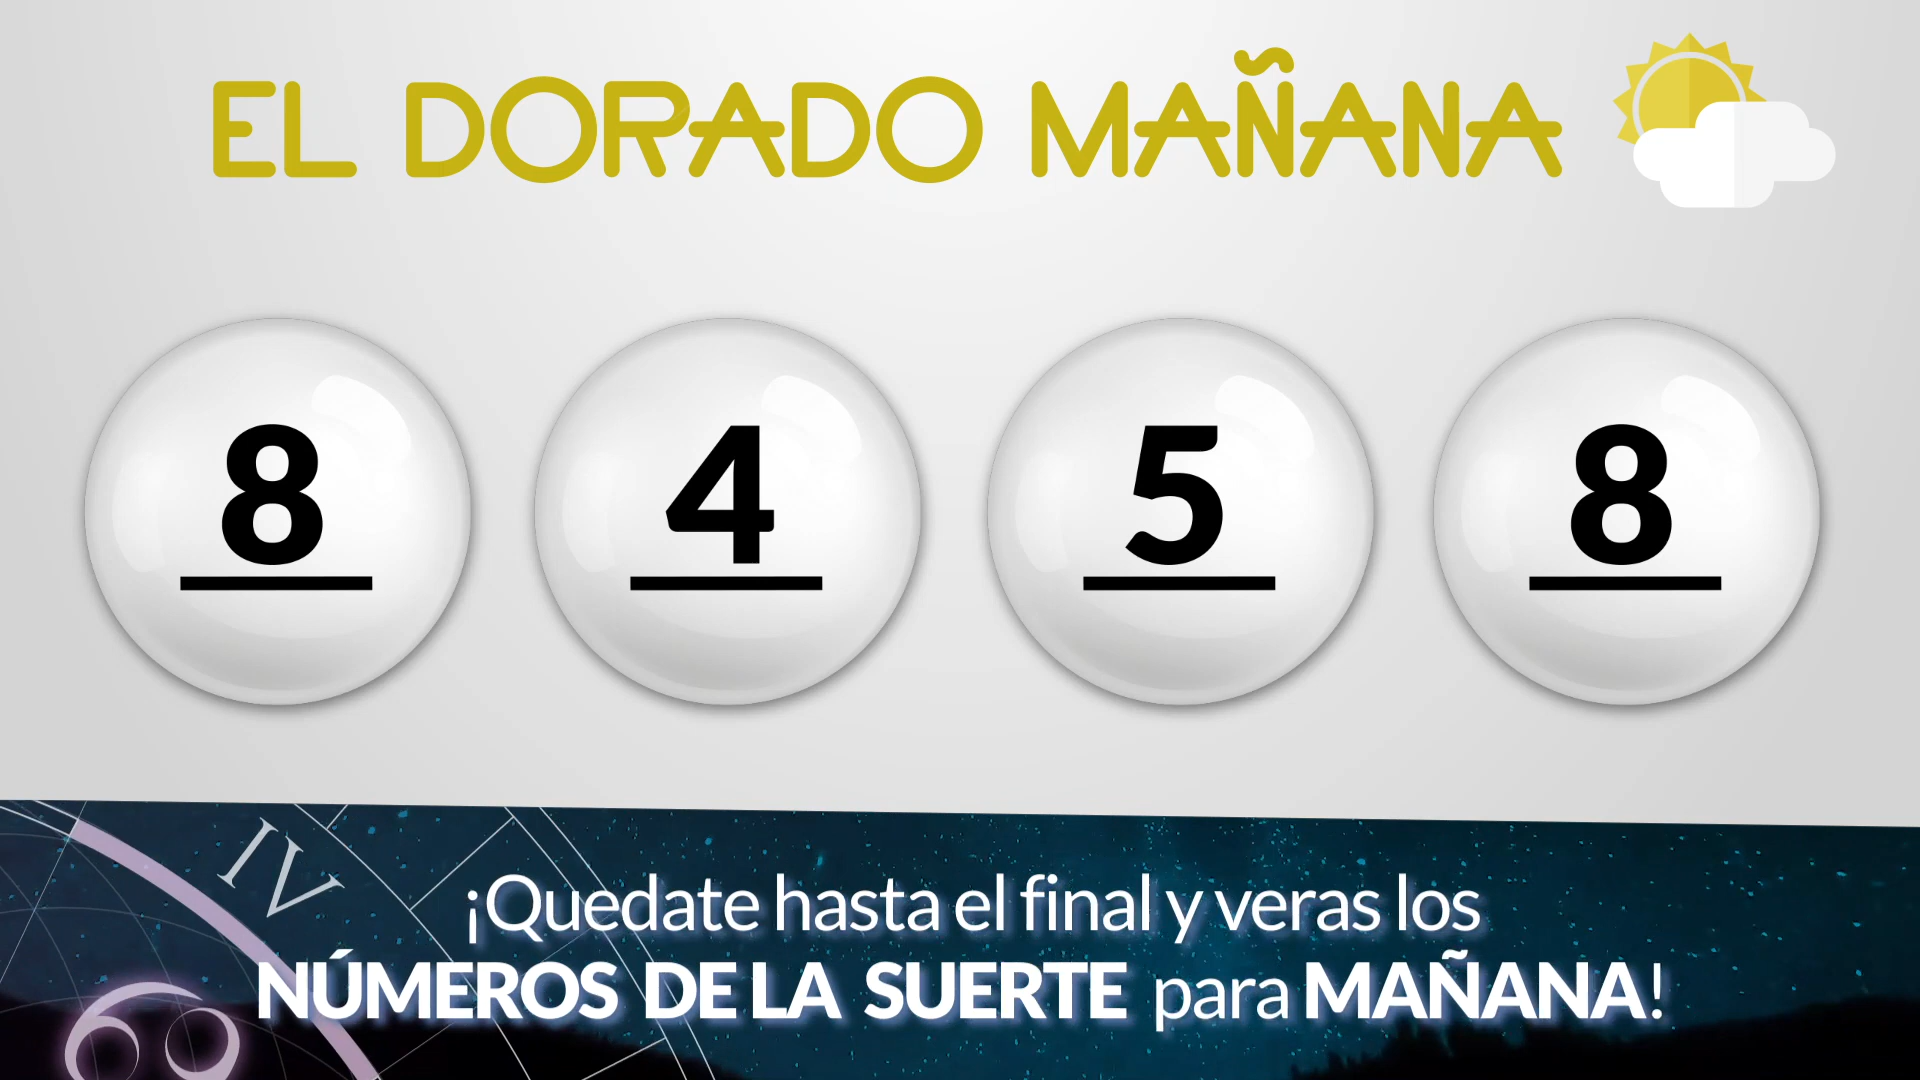 EL DORADO MAÑANA
8 4 5 8
IV
¡Quedate hasta el final y veras los
NÚMEROS DE LA SUERTE para MAÑANA!